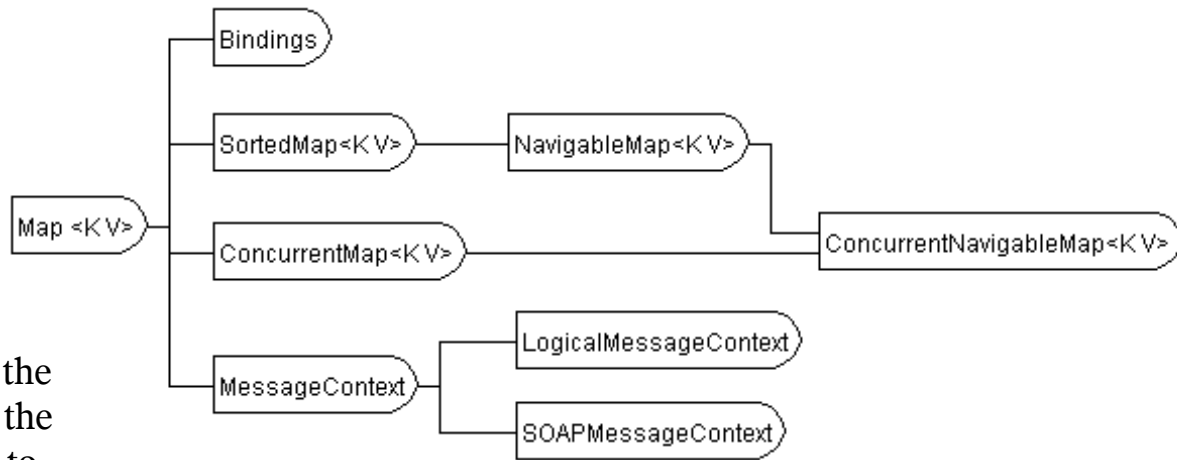 Bindings
SortedMap<K V>
NavigableMap<K V>
Map <K V>
ConcurrentMap<K V>
ConcurrentNavigableMap<K V>
LogicalMessageContext
MessageContext
SOAPMessageContext
the
the